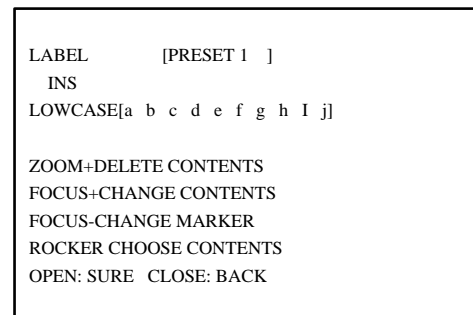 LABEL [PRESET 1 ]
INS
LOWCASE[a b c d e f g h I j]
ZOOM+DELETE CONTENTS
FOCUS+CHANGE CONTENTS
FOCUS-CHANGE MARKER
ROCKER CHOOSE CONTENTS
OPEN: SURE CLOSE: BACK